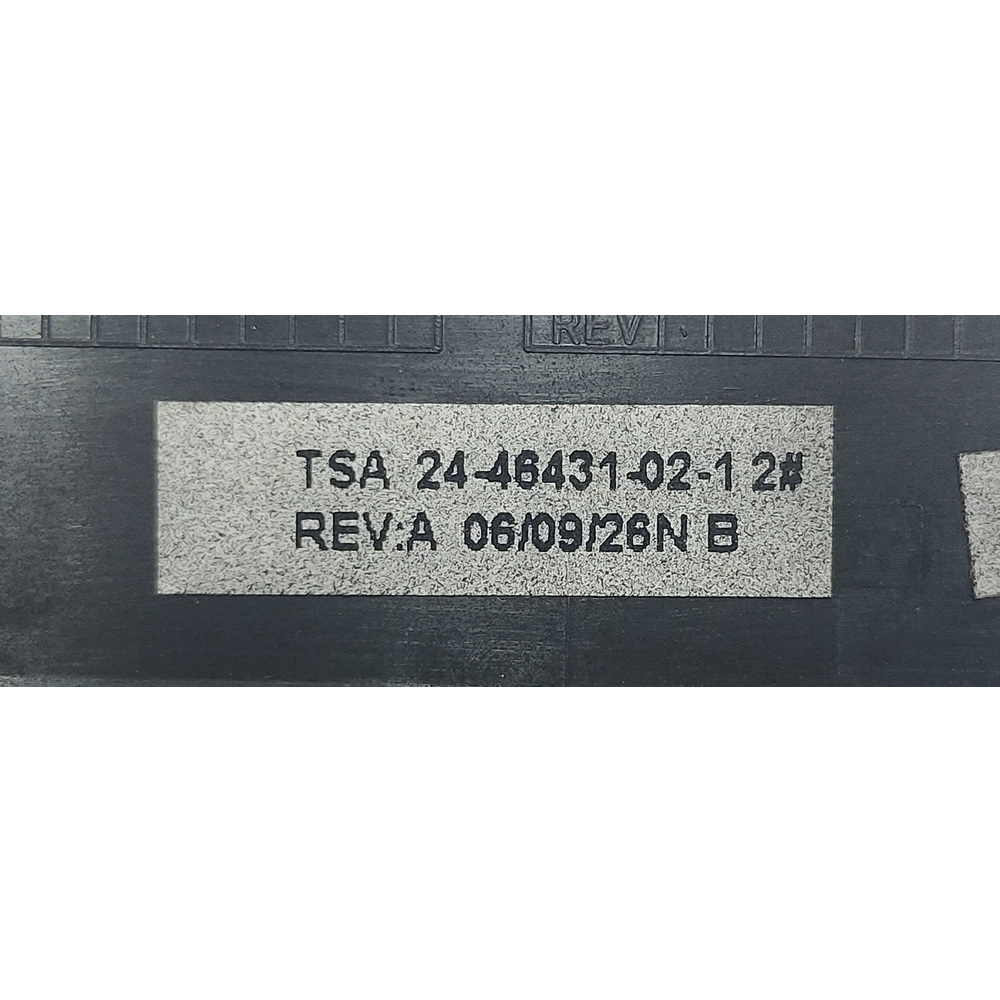 REV
TSA 24-46431-02-1 2#
REV:A 06/09/26N B